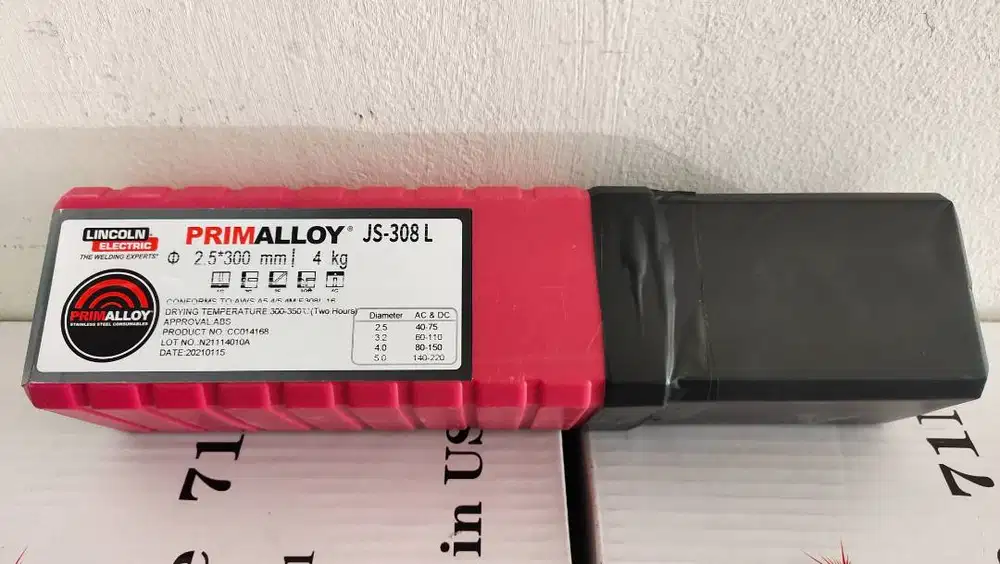 LINCOLN ELECTRIC
THE WELDING EXPERTS®
PRIMALLOY® JS-308 L
Φ 2.5*300 mm| 4 kg
PRIMALLOY
STAINLESS STEEL CONSUMABLES
CONFORMS TO AWS A5.4/5.4M E308L-16
DRYING TEMPERATURE:300-350℃(Two Hours)
APPROVAL:ABS
PRODUCT NO.:CC014168
LOT NO.:N21114010A
DATE:20210115
Diameter AC & DC
2.5 40-75
3.2 60-110
4.0 80-150
5.0 140-220
71
in US
71